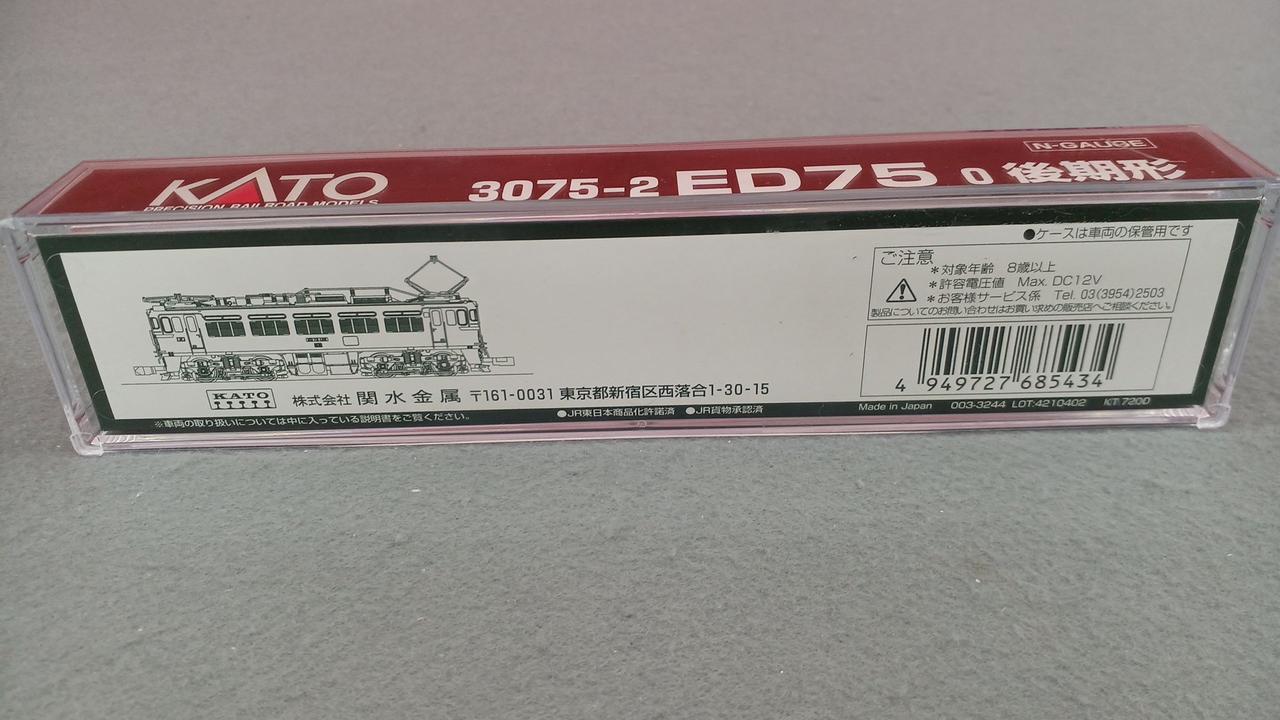 N-GAUGE
KATO 3075-2 ED75 0 後期形
PRECISION RAILROAD MODELS
●ケースは車両の保管用です
ご注意
*対象年齢 8歳以上
*許容電圧値 Max. DC12V
*お客様サービス係 Tel. 03(3954)2503
製品についてのお問い合わせはお買い求めの販売店へご相談ください。
4 949727 685434
KATO 株式会社 関水金属 〒161-0031 東京都新宿区西落合1-30-15
※車両の取り扱いについては中に入っている説明書をご覧ください。
●JR東日本商品化許諾済 ●JR貨物承認済
Made in Japan 003-3244 LOT:4210402 KT 7200